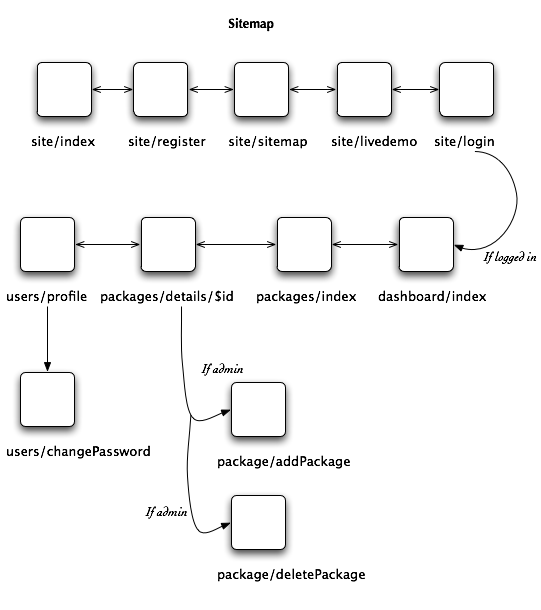 Sitemap
site/index
site/register
site/sitemap
site/livedemo
site/login
If logged in
users/profile
packages/details/$id
packages/index
dashboard/index
If admin
users/changePassword
package/addPackage
If admin
package/deletePackage